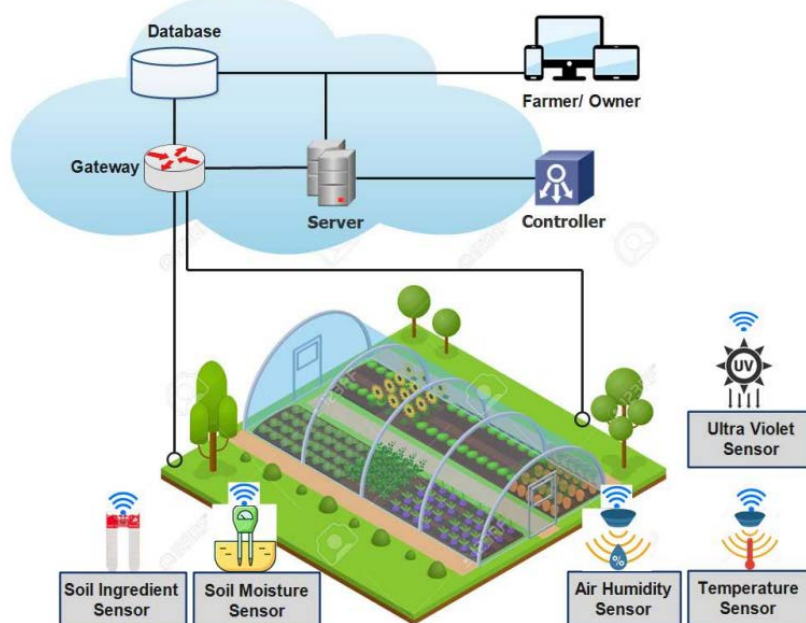 Database
Farmer/ Owner
Gateway
Server
Controller
UV
Ultra Violet
Sensor
%
Soil Ingredient
Sensor
Soil Moisture
Sensor
Air Humidity
Sensor
Temperature
Sensor